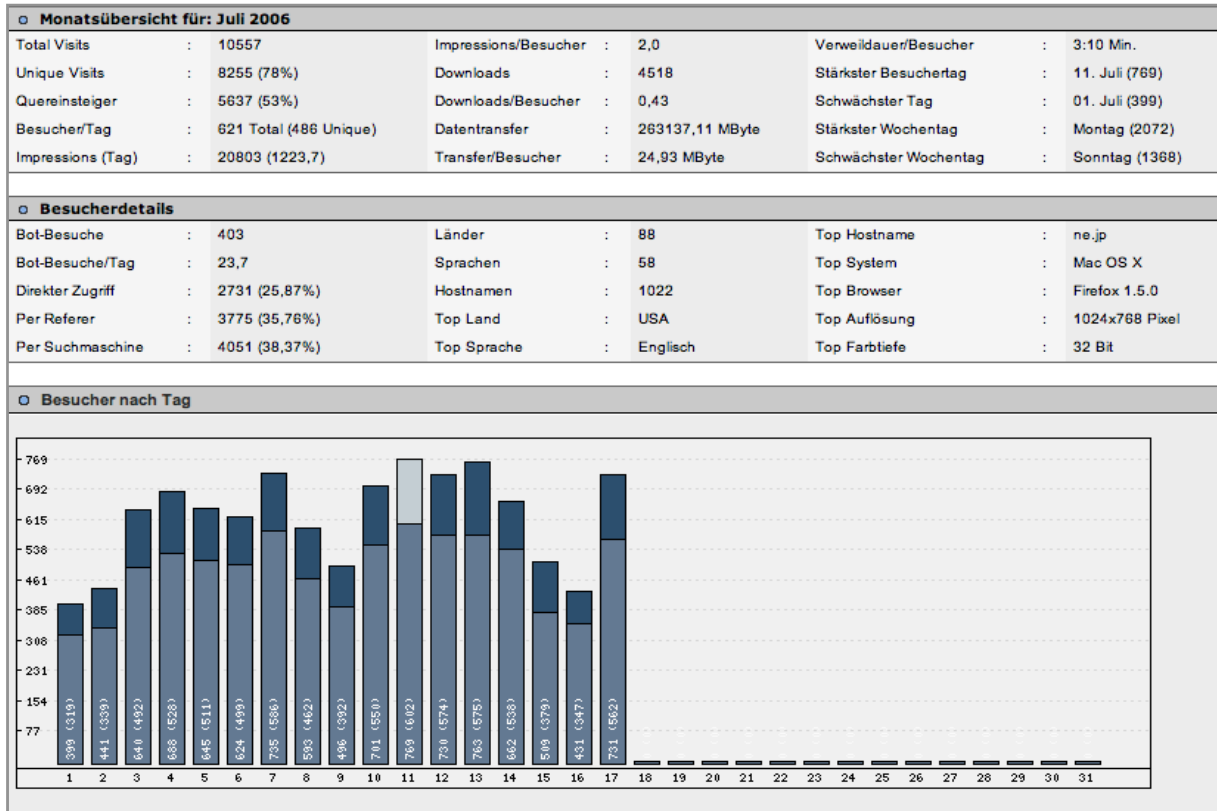 Monatsübersicht für: Juli 2006
Total Visits : 10557 Impressions/Besucher : 2,0 Verweildauer/Besucher : 3:10 Min.
Unique Visits : 8255 (78%) Downloads : 4518 Stärkster Besuchertag : 11. Juli (769)
Quereinsteiger : 5637 (53%) Downloads/Besucher : 0,43 Schwächster Tag : 01. Juli (399)
Besucher/Tag : 621 Total (486 Unique) Datentransfer : 263137,11 MByte Stärkster Wochentag : Montag (2072)
Impressions (Tag) : 20803 (1223,7) Transfer/Besucher : 24,93 MByte Schwächster Wochentag : Sonntag (1368)
Besucherdetails
Bot-Besuche : 403 Länder : 88 Top Hostname : ne.jp
Bot-Besuche/Tag : 23,7 Sprachen : 58 Top System : Mac OS X
Direkter Zugriff : 2731 (25,87%) Hostnamen : 1022 Top Browser : Firefox 1.5.0
Per Referer : 3775 (35,76%) Top Land : USA Top Auflösung : 1024x768 Pixel
Per Suchmaschine : 4051 (38,37%) Top Sprache : Englisch Top Farbtiefe : 32 Bit
Besucher nach Tag
769
692
615
538
461
385
308
231
154
77
399 (319)
441 (339)
640 (492)
688 (528)
645 (511)
624 (499)
735 (586)
593 (462)
496 (392)
701 (550)
769 (602)
730 (574)
763 (575)
662 (538)
509 (379)
431 (347)
731 (562)
1 2 3 4 5 6 7 8 9 10 11 12 13 14 15 16 17 18 19 20 21 22 23 24 25 26 27 28 29 30 31